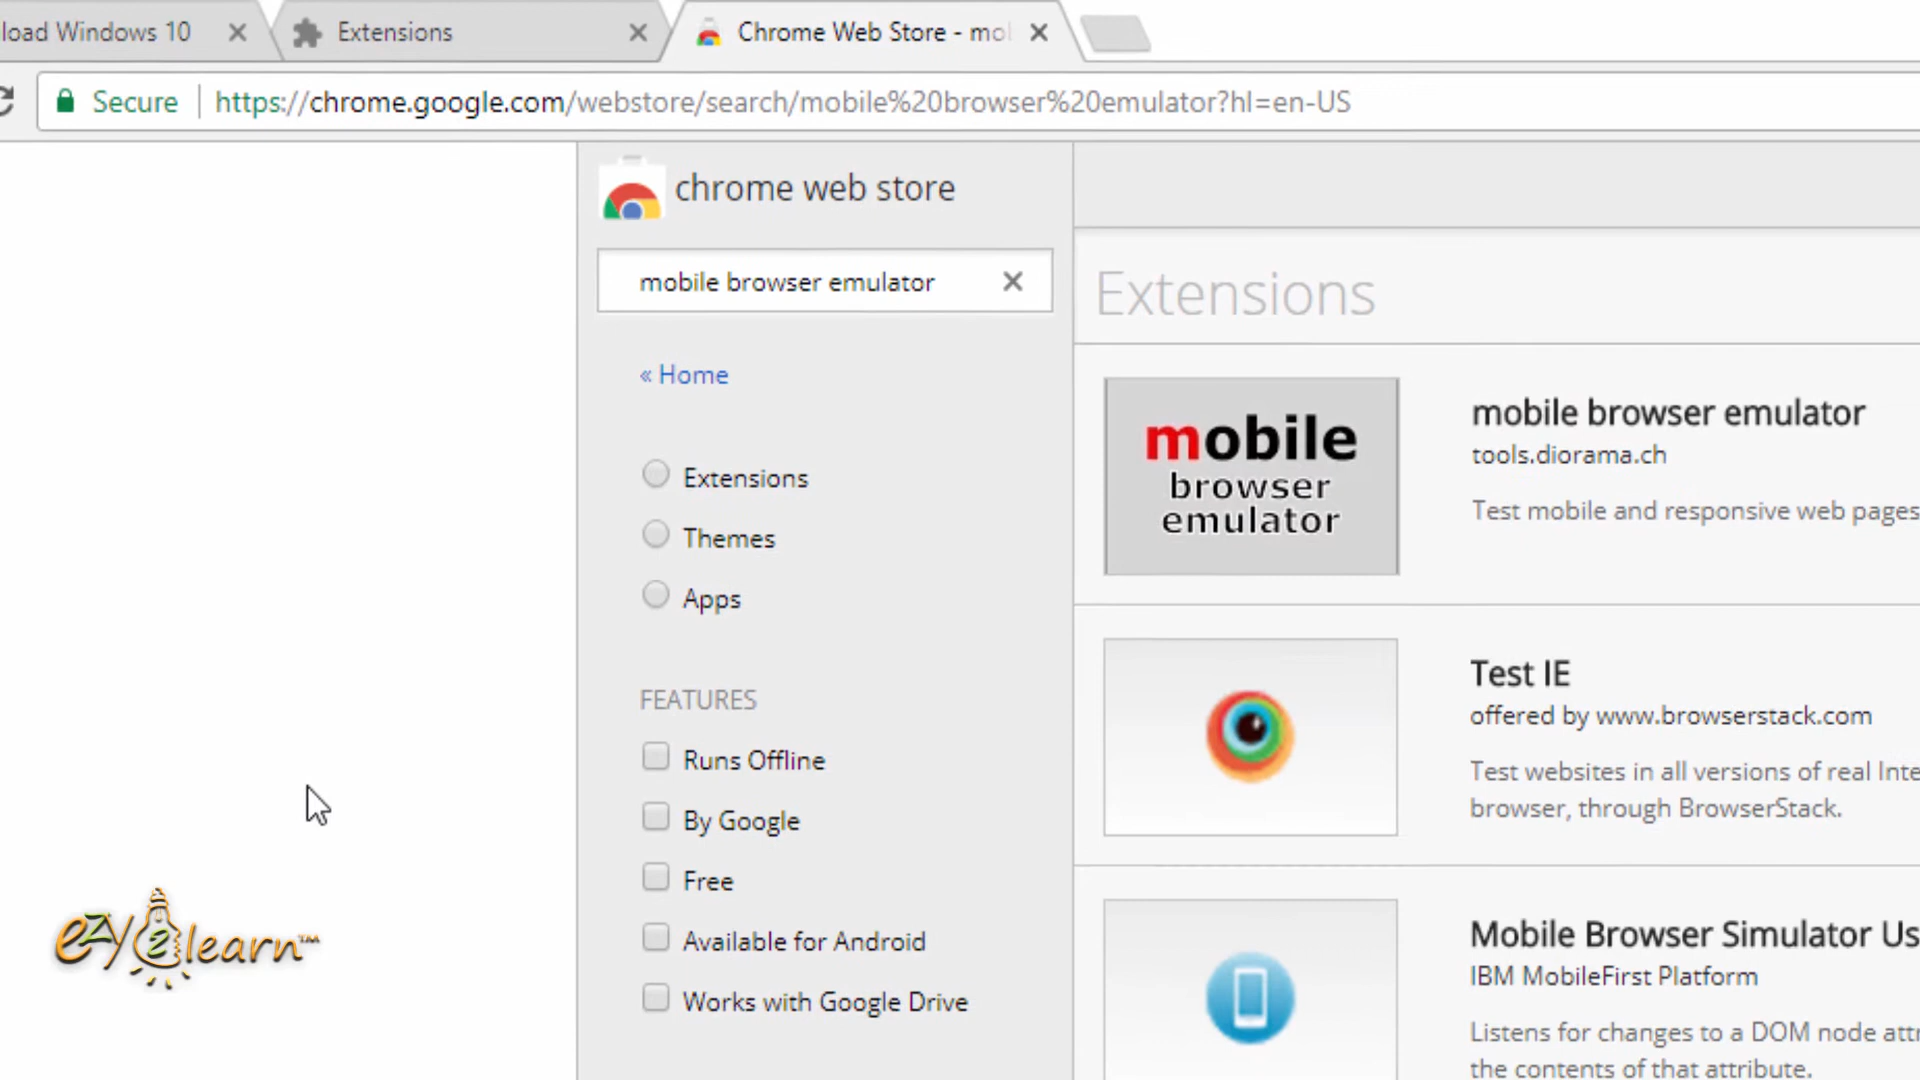 load Windows 10
Extensions
Chrome Web Store - mo
Secure
https://chrome.google.com/webstore/search/mobile%20browser%20emulator?hl=en-US
chrome web store
mobile browser emulator
« Home
Extensions
Themes
Apps
FEATURES
Runs Offline
By Google
Free
Available for Android
Works with Google Drive
Extensions
mobile
browser
emulator
mobile browser emulator
tools.diorama.ch
Test mobile and responsive web pages
Test IE
offered by www.browserstack.com
Test websites in all versions of real Inte
browser, through BrowserStack.
Mobile Browser Simulator Us
IBM MobileFirst Platform
Listens for changes to a DOM node attr
the contents of that attribute.
ezy2learn™